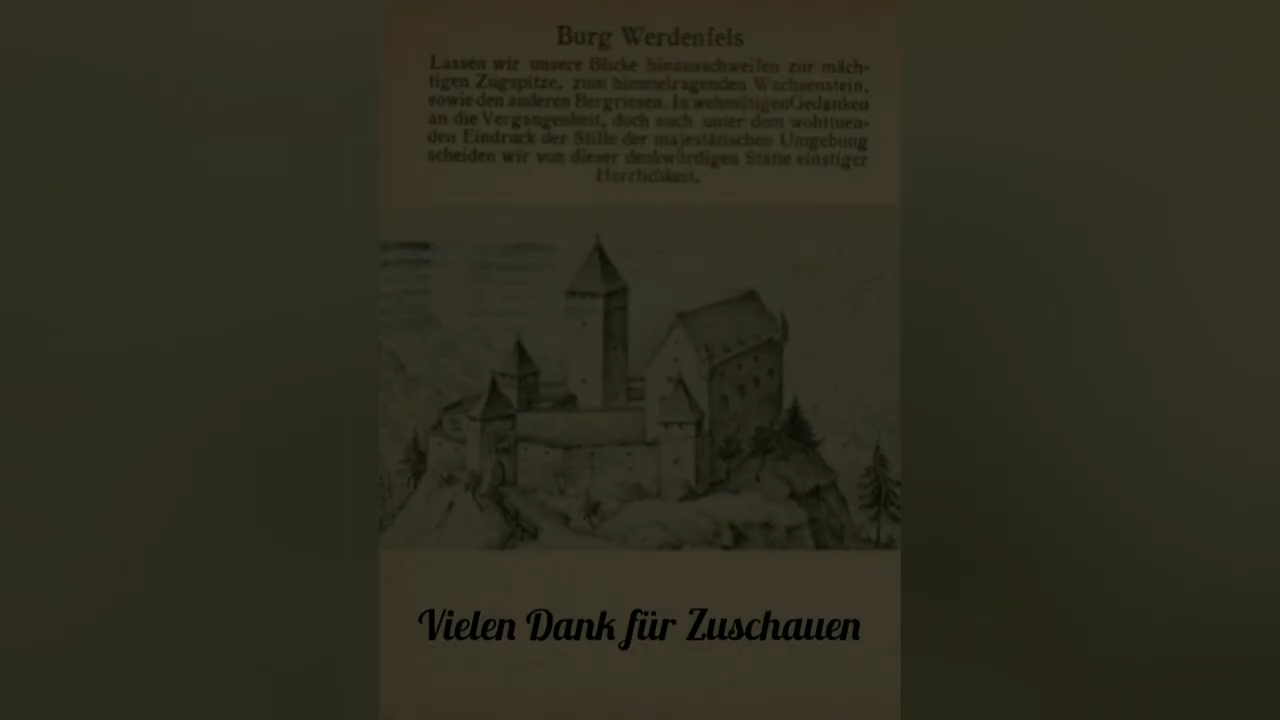 Burg Werdenfels
Lassen wir unsere Blicke hinausschweifen zur mäch-
tigen Zugspitze, zum himmelragenden Wachsenstein,
sowie den anderen Bergriesen. In wehmütigen Gedanken
an die Vergangenheit, doch auch unter dem wohltuen-
den Eindruck der Stille der majestätischen Umgebung
scheiden wir von dieser denkwürdigen Stätte einstiger
Herrlichkeit.
Vielen Dank für Zuschauen